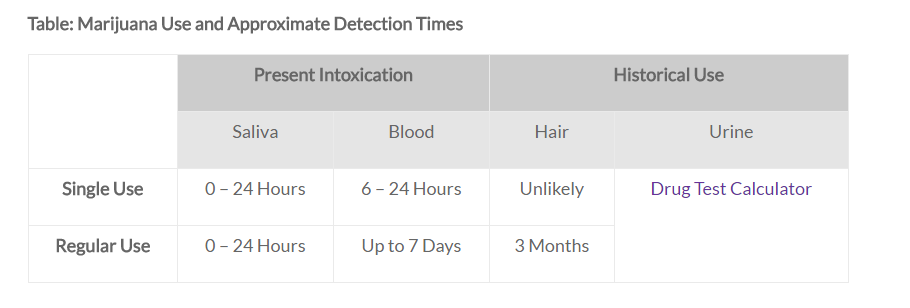 Table: Marijuana Use and Approximate Detection Times
Present Intoxication Historical Use
Saliva Blood Hair Urine
Single Use 0 – 24 Hours 6 – 24 Hours Unlikely Drug Test Calculator
Regular Use 0 – 24 Hours Up to 7 Days 3 Months